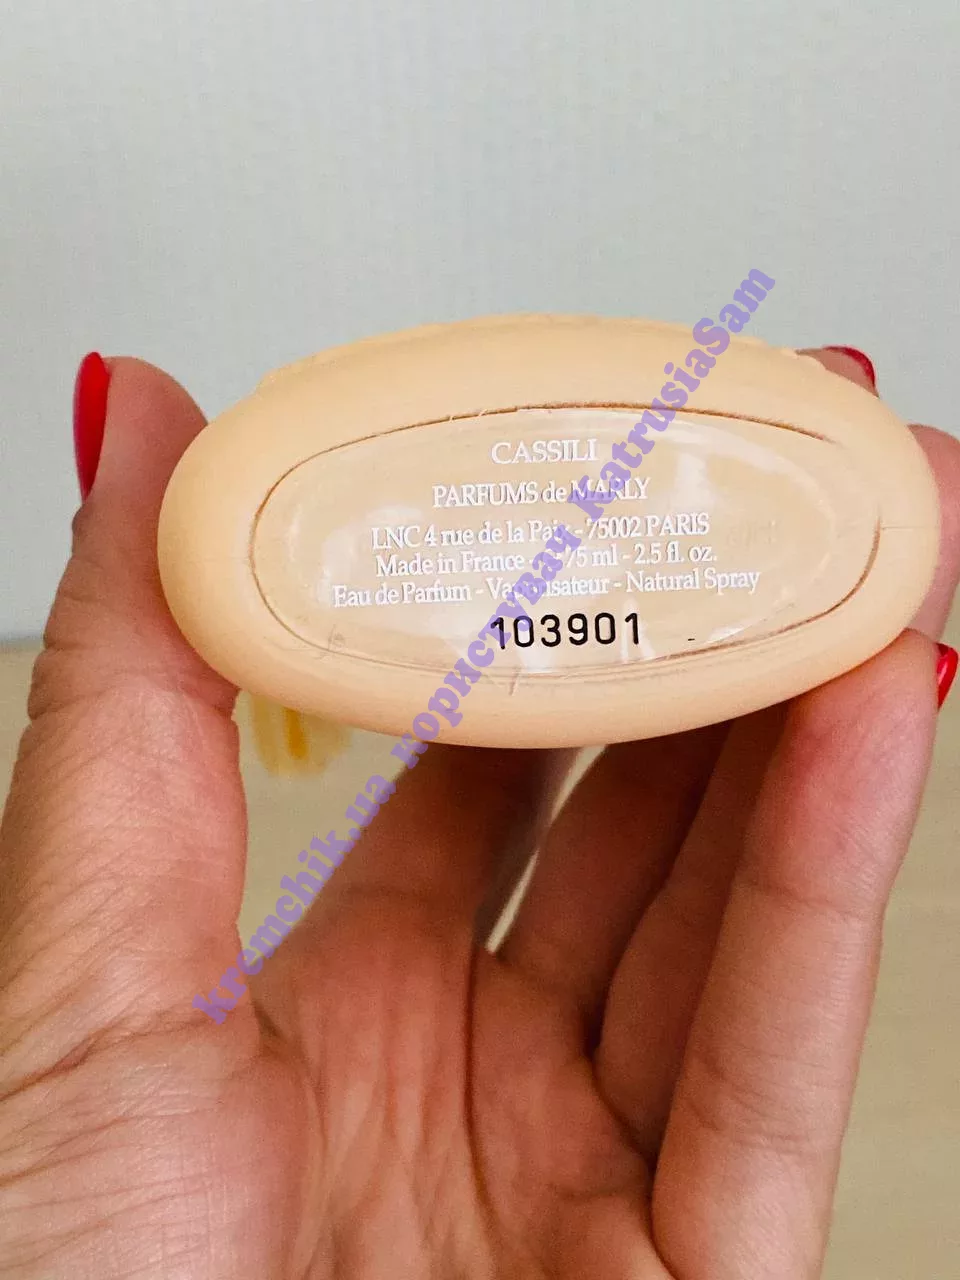 CASSILI
PARFUMS de MARLY
LNC 4 rue de la Paix - 75002 PARIS
Made in France - 75 ml - 2.5 fl. oz.
Eau de Parfum - Vaporisateur - Natural Spray
103901
kremchik.ua користувач KatrusiaSam